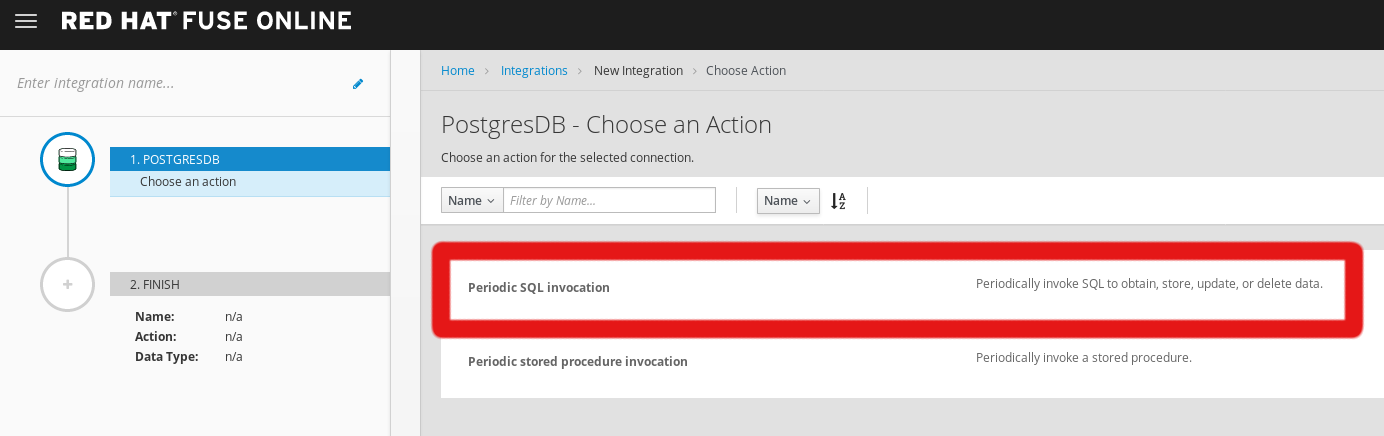 RED HAT® FUSE ONLINE
Enter integration name...
1. POSTGRESDB
Choose an action
2. FINISH
Name: n/a
Action: n/a
Data Type: n/a
Home > Integrations > New Integration > Choose Action
PostgresDB - Choose an Action
Choose an action for the selected connection.
Name Filter by Name... Name AZ
Periodic SQL invocation Periodically invoke SQL to obtain, store, update, or delete data.
Periodic stored procedure invocation Periodically invoke a stored procedure.